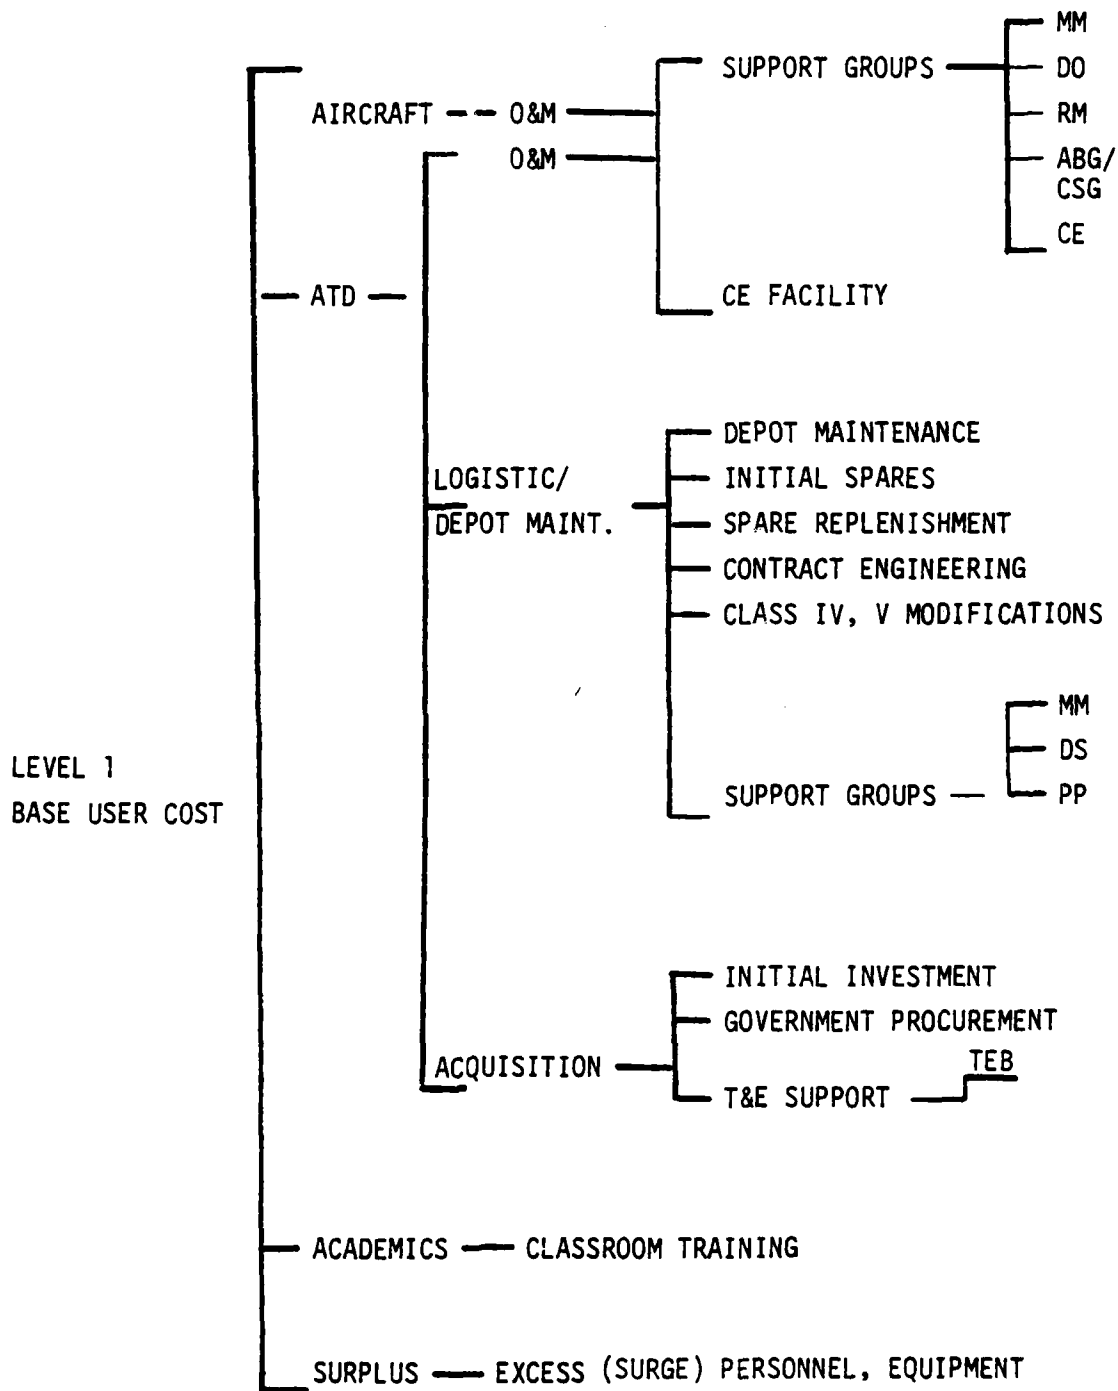 MM
SUPPORT GROUPS
DO
AIRCRAFT
O&M
RM
O&M
ABG/
CSG
CE
ATD
CE FACILITY
DEPOT MAINTENANCE
LOGISTIC/
DEPOT MAINT.
INITIAL SPARES
SPARE REPLENISHMENT
CONTRACT ENGINEERING
CLASS IV, V MODIFICATIONS
MM
DS
SUPPORT GROUPS
PP
LEVEL 1
BASE USER COST
INITIAL INVESTMENT
GOVERNMENT PROCUREMENT
ACQUISITION
TEB
T&E SUPPORT
ACADEMICS
CLASSROOM TRAINING
SURPLUS
EXCESS (SURGE) PERSONNEL, EQUIPMENT